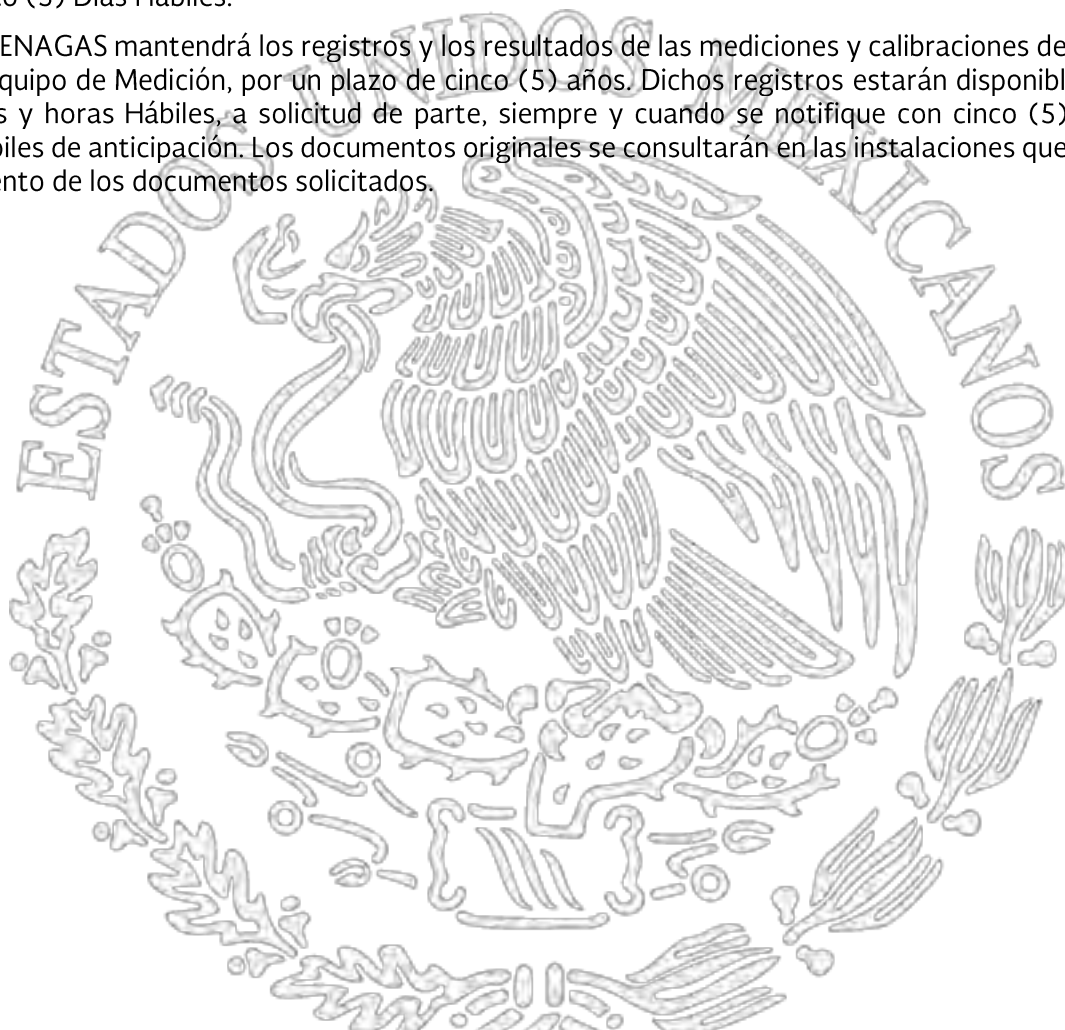 (5) Días Hábiles.
ENAGAS mantendrá los registros y los resultados de las mediciones y calibraciones de
quipo de Medición, por un plazo de cinco (5) años. Dichos registros estarán disponibl
s y horas Hábiles, a solicitud de parte, siempre y cuando se notifique con cinco (5)
biles de anticipación. Los documentos originales se consultarán en las instalaciones que
ento de los documentos solicitados.
ESTADOS UNIDOS MEXICANOS